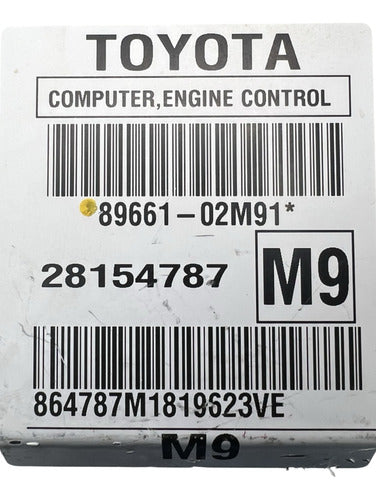 TOYOTA
COMPUTER,ENGINE CONTROL
*89661-02M91*
28154787
M9
864787M1819623VE
M9